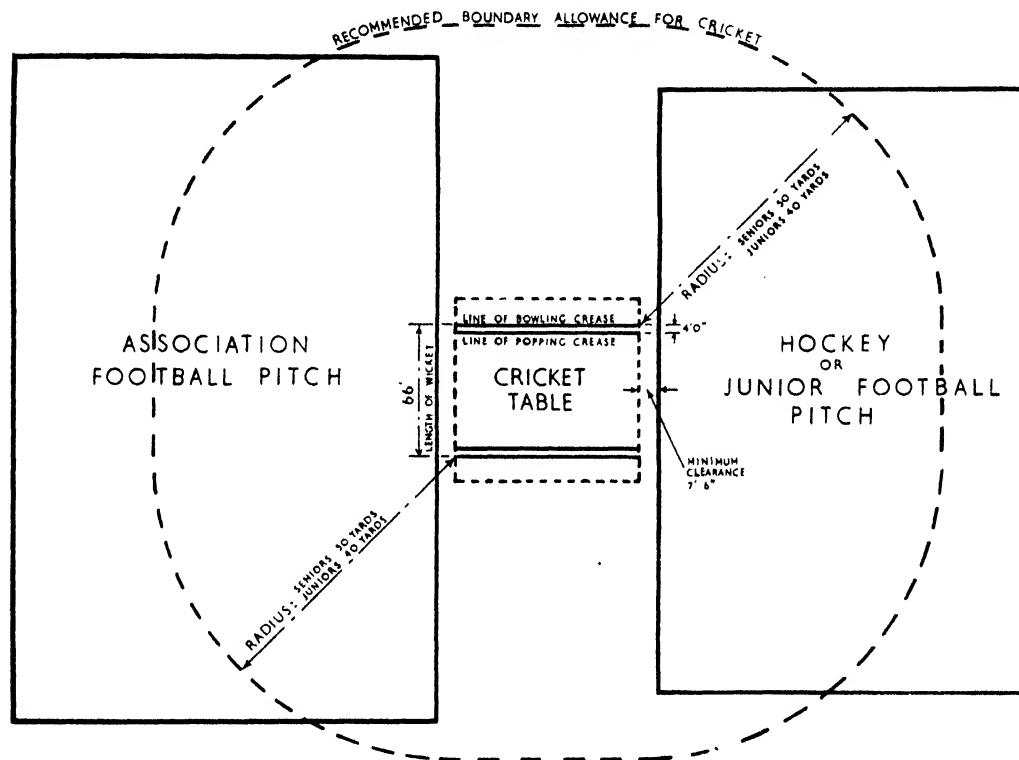 RECOMMENDED BOUNDARY ALLOWANCE FOR CRICKET
RADIUS: SENIORS 50 YARDS
JUNIORS 40 YARDS
LINE OF BOWLING CREASE
4'0"
LINE OF POPPING CREASE
ASSOCIATION
FOOTBALL PITCH
66'
LENGTH OF WICKET
CRICKET
TABLE
HOCKEY
OR
JUNIOR FOOTBALL
PITCH
MINIMUM
CLEARANCE
7' 6"
RADIUS: SENIORS 50 YARDS
JUNIORS 40 YARDS